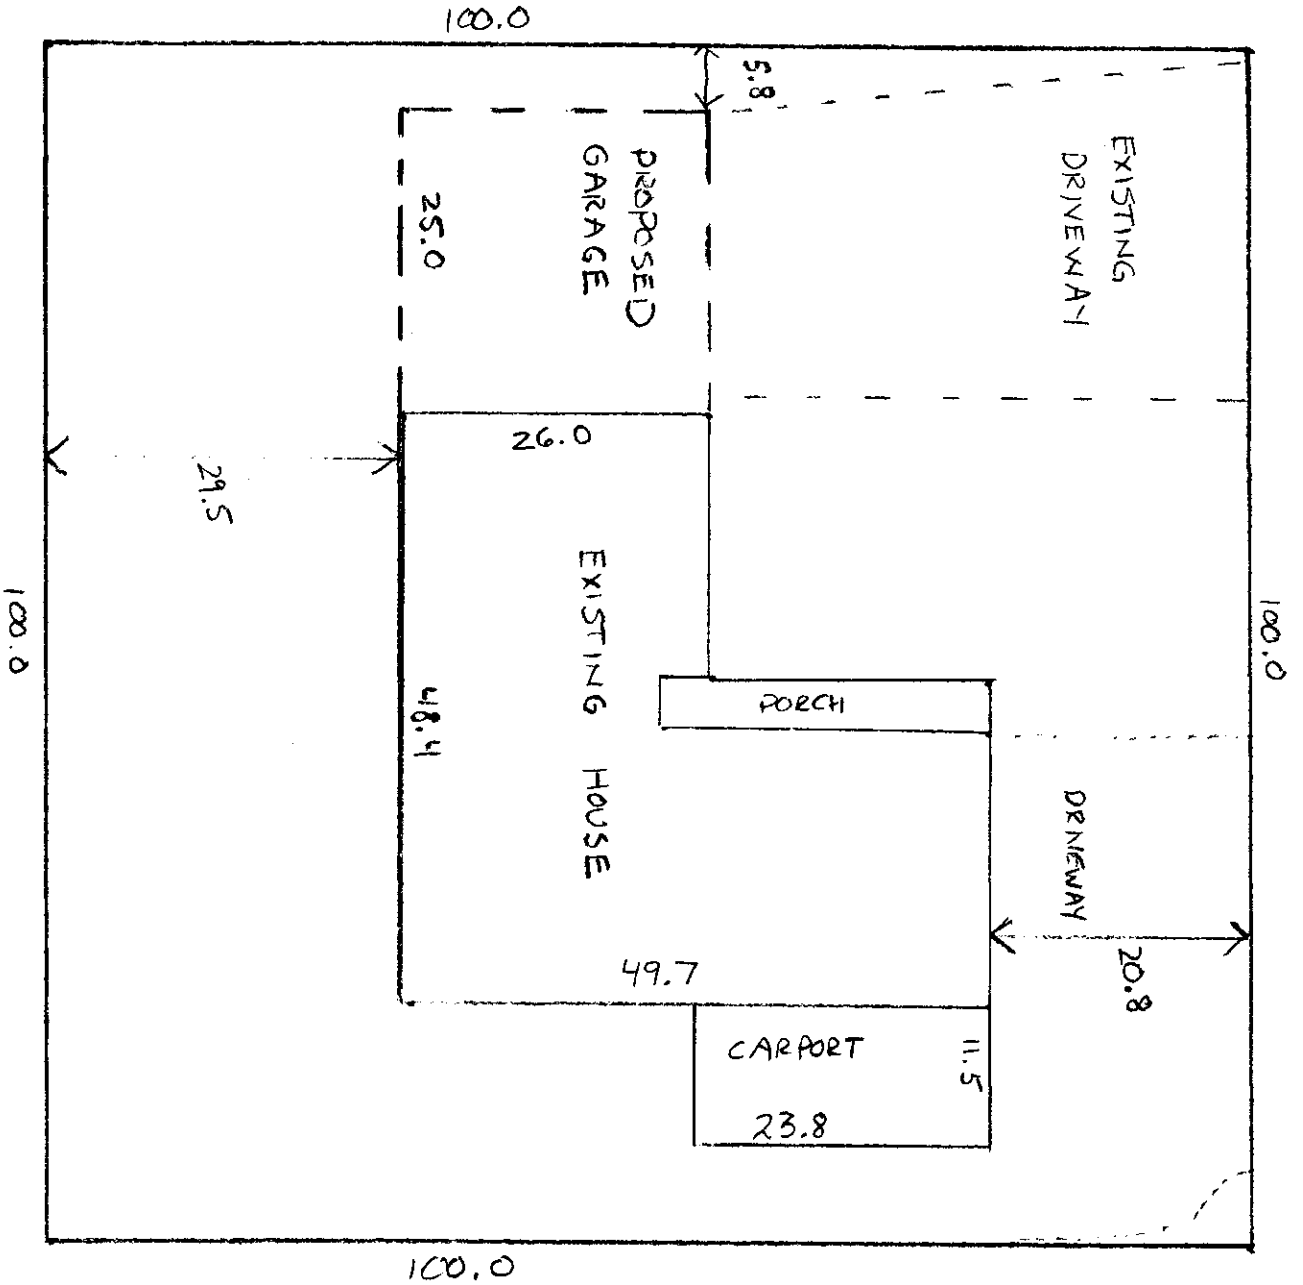 100.0
5.8
EXISTING
DRIVEWAY
PROPOSED
GARAGE
25.0
26.0
29.5
EXISTING HOUSE
48.4
100.0
100.0
PORCH
DRIVEWAY
20.8
49.7
CARPORT
11.5
23.8
100.0